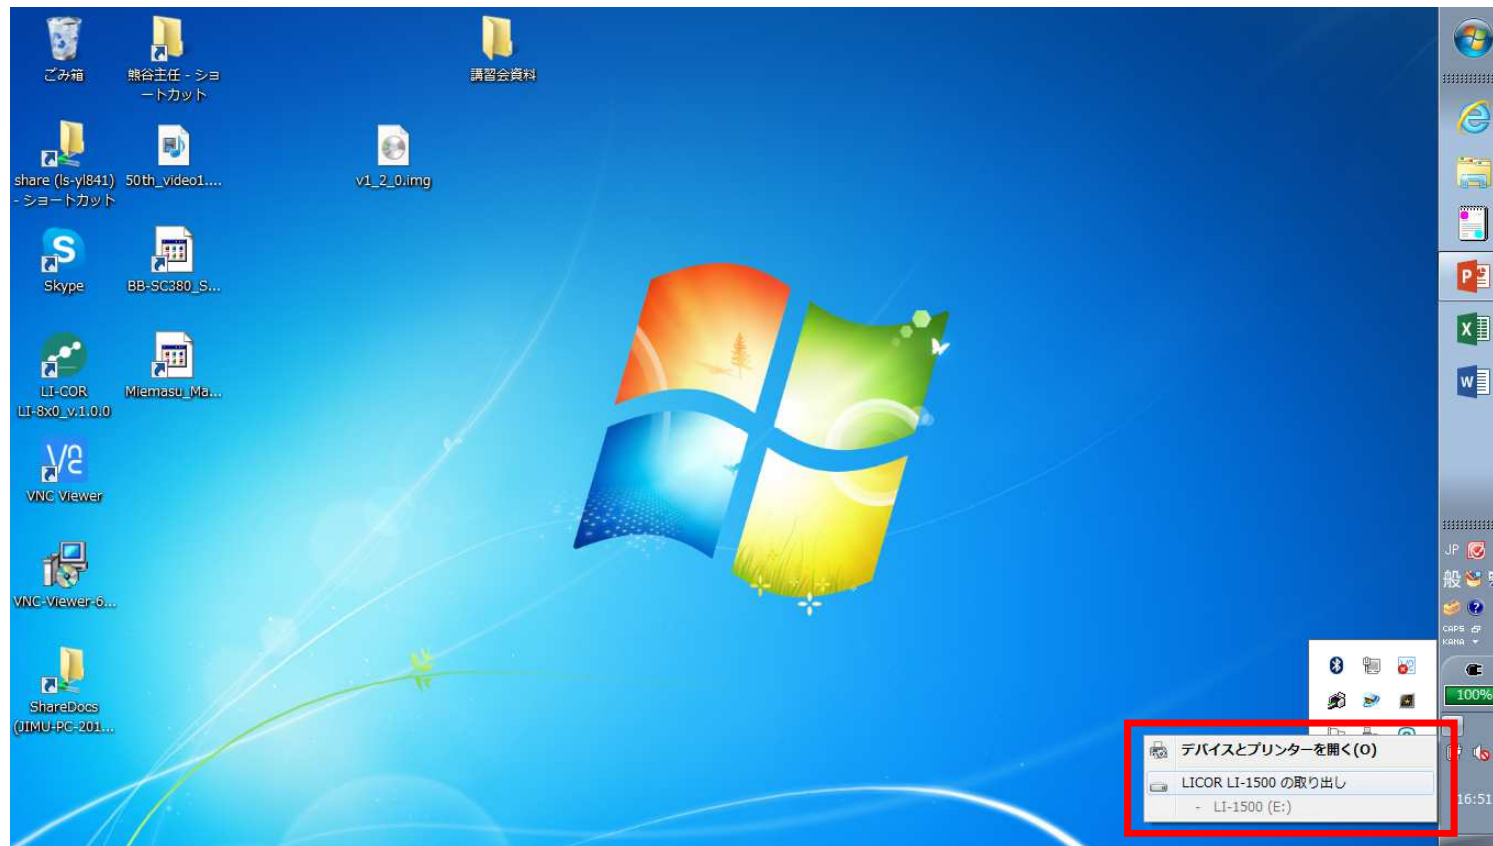 ごみ箱
熊谷主任 - ショ
ートカット
講習会資料
share (ls-yl841)
- ショートカット
50th_video1....
v1_2_0.img
Skype
BB-SC380_S...
LI-COR
LI-8x0_v.1.0.0
Miemasu_Ma...
VNC Viewer
VNC-Viewer-6...
ShareDocs
(JIMU-PC-201...
JP
般
CAPS
KANA
100%
デバイスとプリンターを開く(O)
LICOR LI-1500 の取り出し
- LI-1500 (E:)
16:51